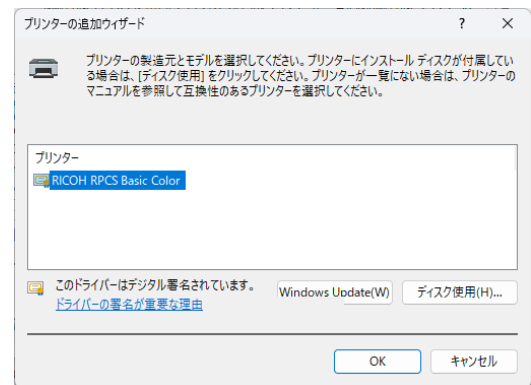 プリンターの追加ウィザード ? ×
プリンターの製造元とモデルを選択してください。プリンターにインストール ディスクが付属してい
る場合は、[ディスク使用] をクリックしてください。プリンターが一覧にない場合は、プリンターの
マニュアルを参照して互換性のあるプリンターを選択してください。
プリンター
RICOH RPCS Basic Color
このドライバーはデジタル署名されています。
ドライバーの署名が重要な理由
Windows Update(W)
ディスク使用(H)...
OK
キャンセル